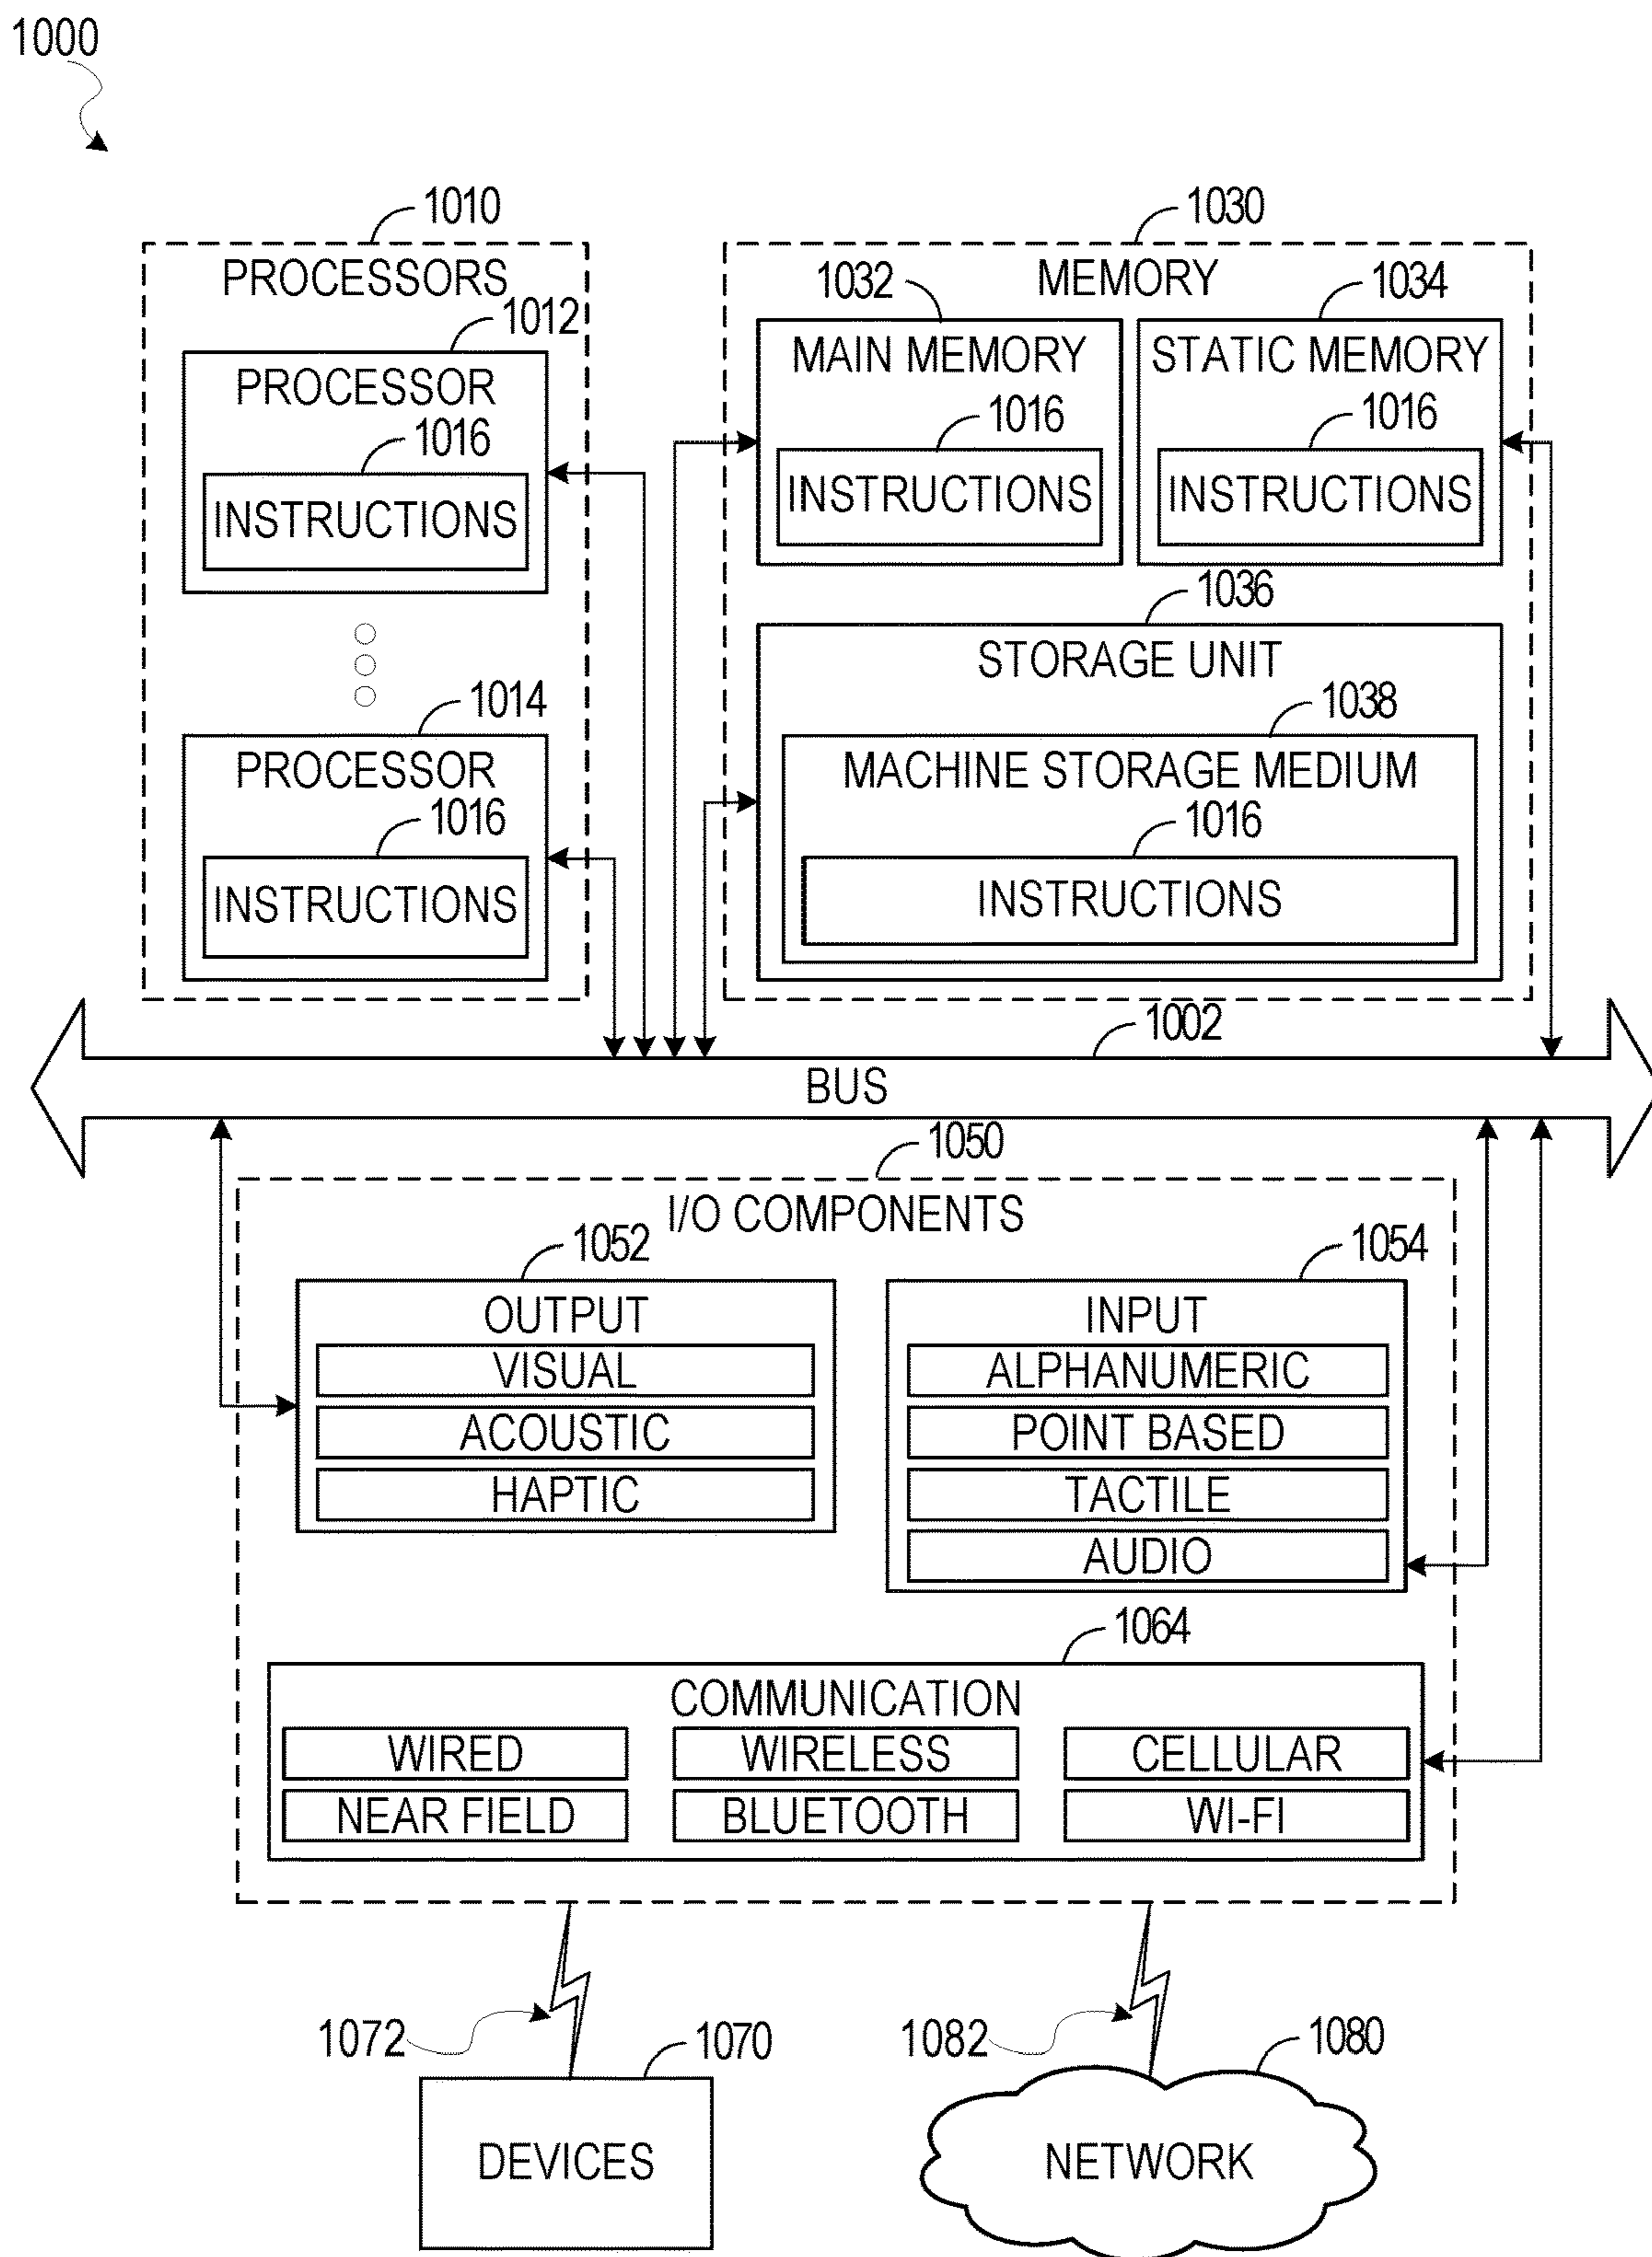 1000
1010
PROCESSORS
1012
PROCESSOR
1016
INSTRUCTIONS
1014
PROCESSOR
1016
INSTRUCTIONS
1030
MEMORY
1032
MAIN MEMORY
1016
INSTRUCTIONS
1034
STATIC MEMORY
1016
INSTRUCTIONS
1036
STORAGE UNIT
1038
MACHINE STORAGE MEDIUM
1016
INSTRUCTIONS
1002
BUS
1050
I/O COMPONENTS
1052
OUTPUT
VISUAL
ACOUSTIC
HAPTIC
1054
INPUT
ALPHANUMERIC
POINT BASED
TACTILE
AUDIO
1064
COMMUNICATION
WIRED
WIRELESS
CELLULAR
NEAR FIELD
BLUETOOTH
WI-FI
1072
1070
DEVICES
1082
1080
NETWORK